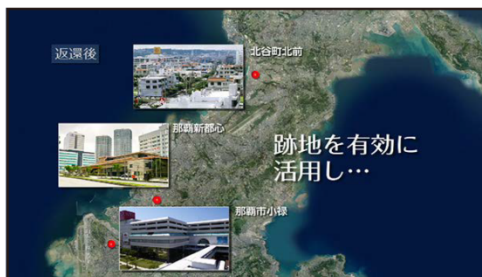 返還後
北谷町北前
那覇新都心
跡地を有効に
活用し…
那覇市小禄